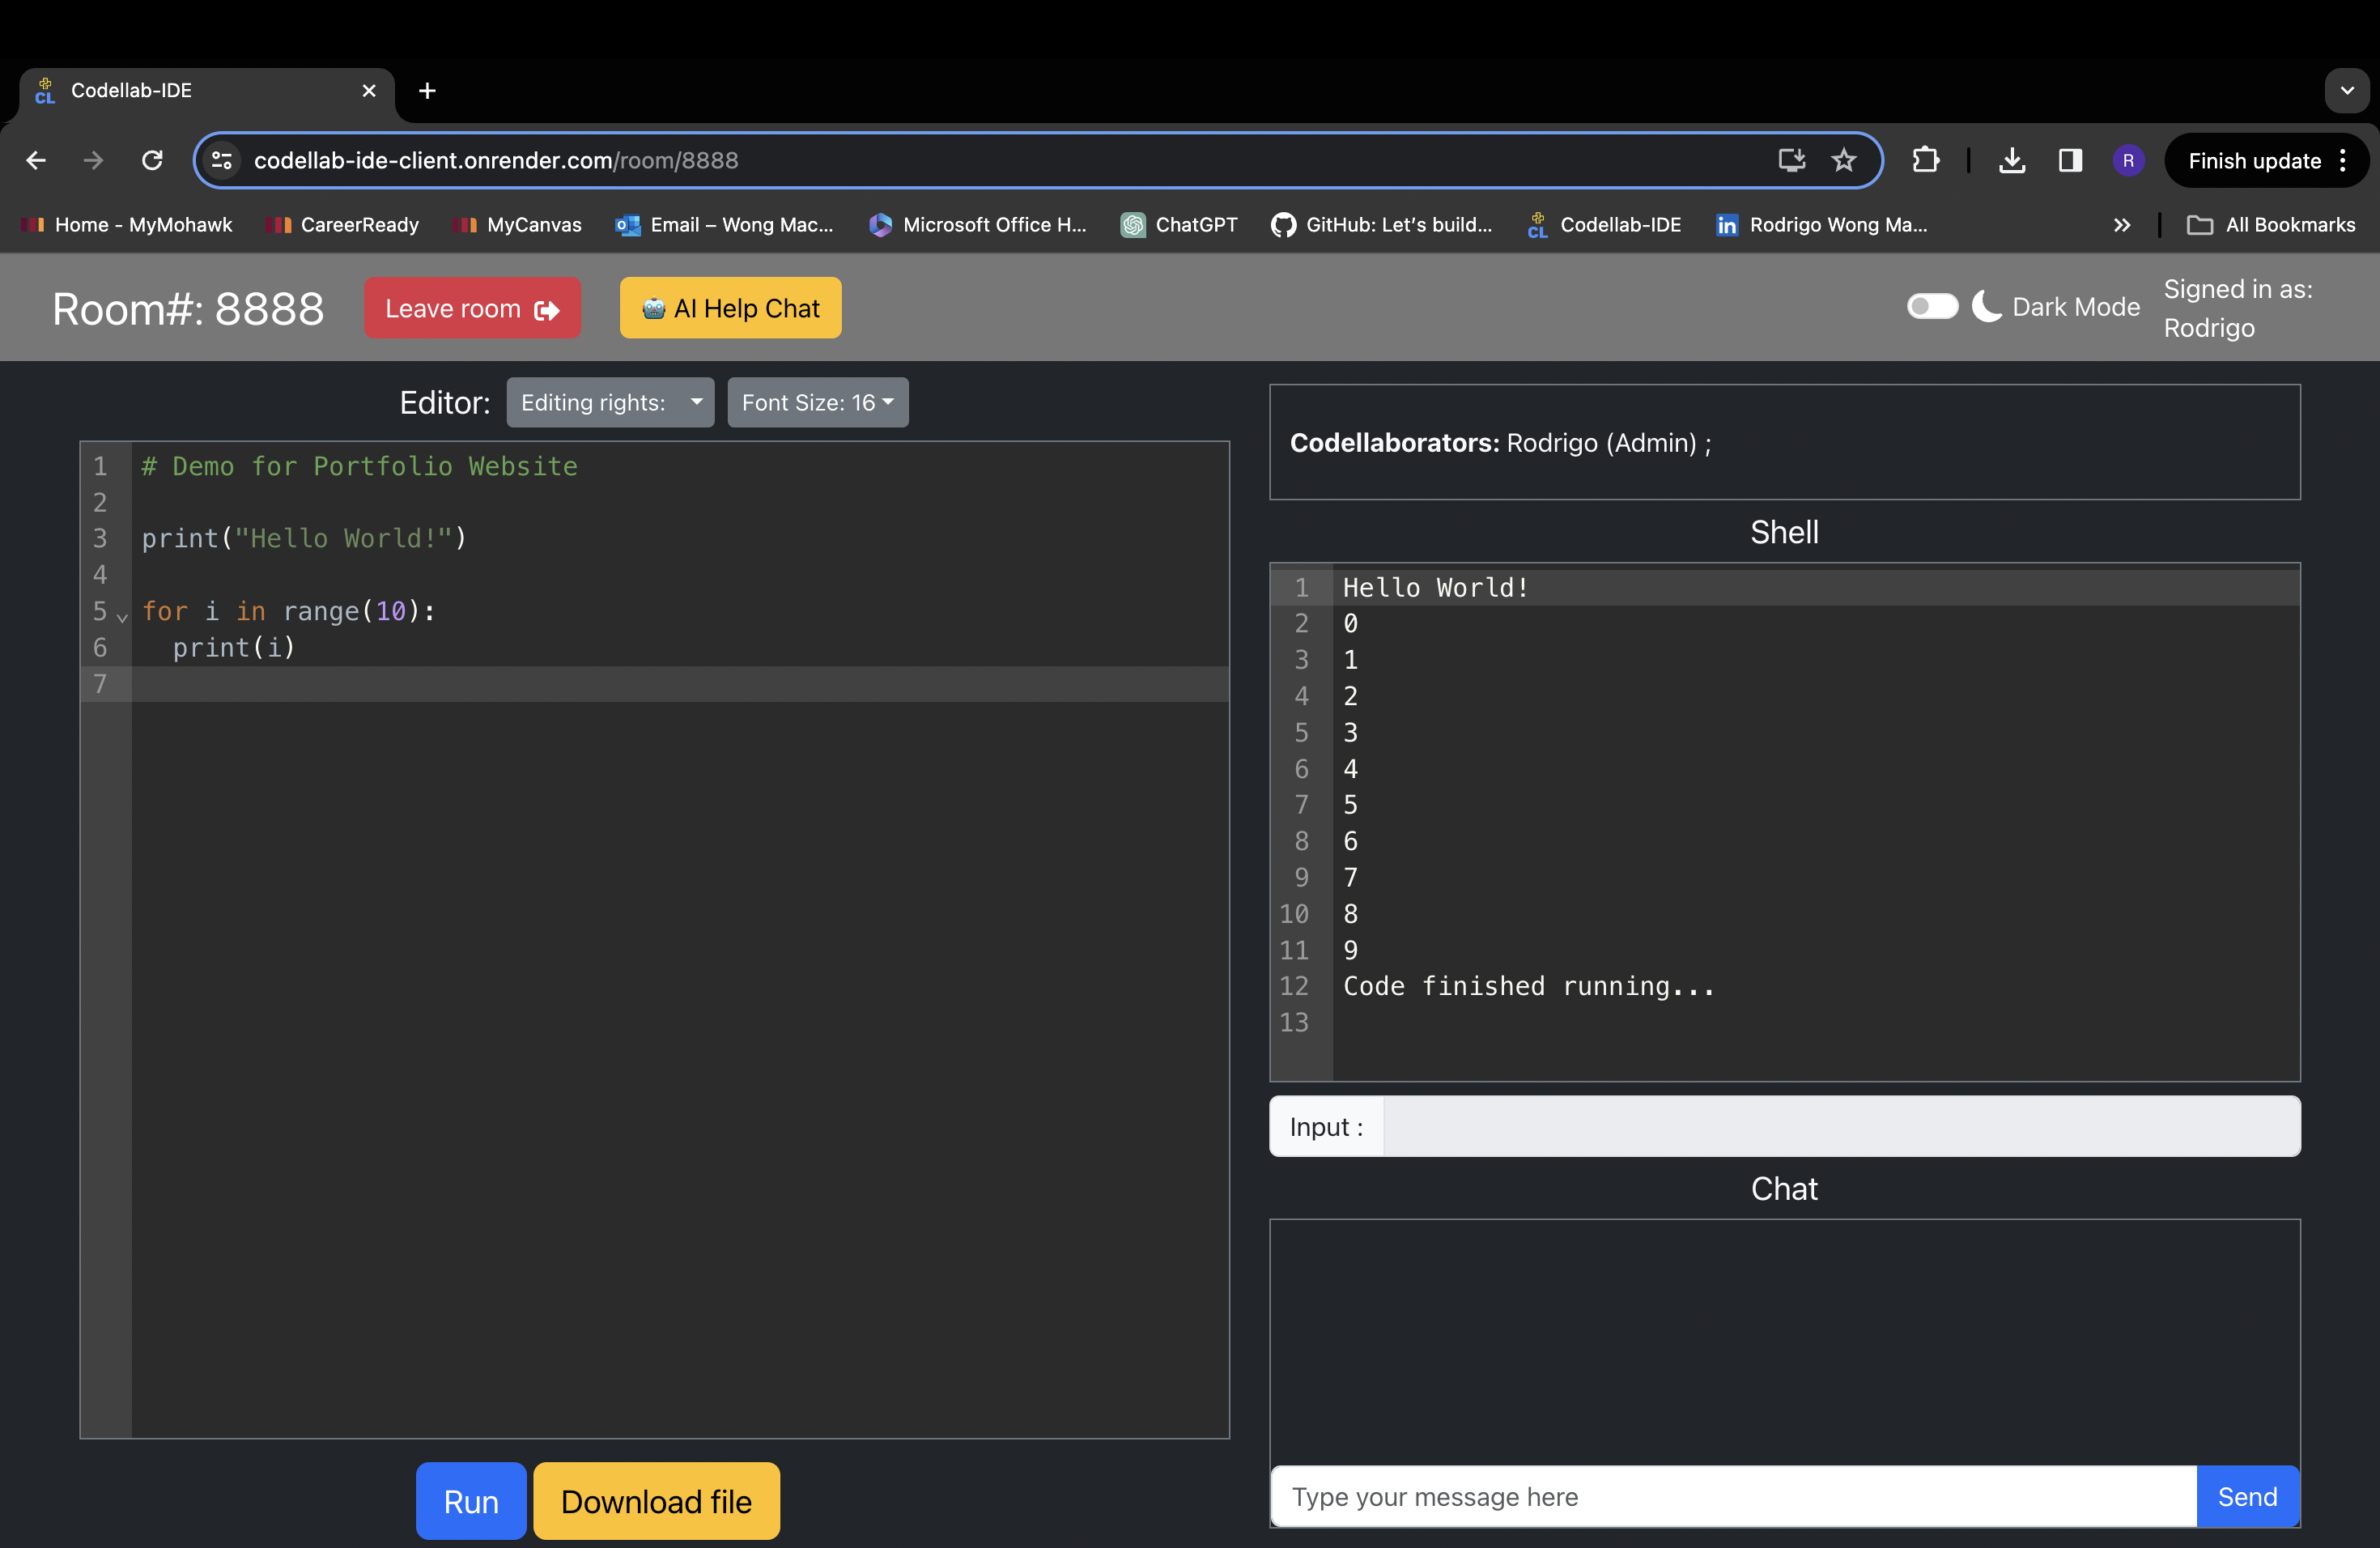 Codellab-IDE
codellab-ide-client.onrender.com/room/8888
R
Finish update
Home - MyMohawk
CareerReady
MyCanvas
Email – Wong Mac...
Microsoft Office H...
ChatGPT
GitHub: Let's build...
CL
Codellab-IDE
in
Rodrigo Wong Ma...
All Bookmarks
Room#: 8888
Leave room
AI Help Chat
Dark Mode
Signed in as:
Rodrigo
Editor:
Editing rights:
Font Size: 16
1 # Demo for Portfolio Website
2
3 print("Hello World!")
4
5 for i in range(10):
6   print(i)
7
Run
Download file
Codellaborators: Rodrigo (Admin) ;
Shell
1 Hello World!
2 0
3 1
4 2
5 3
6 4
7 5
8 6
9 7
10 8
11 9
12 Code finished running...
13
Input :
Chat
Type your message here
Send